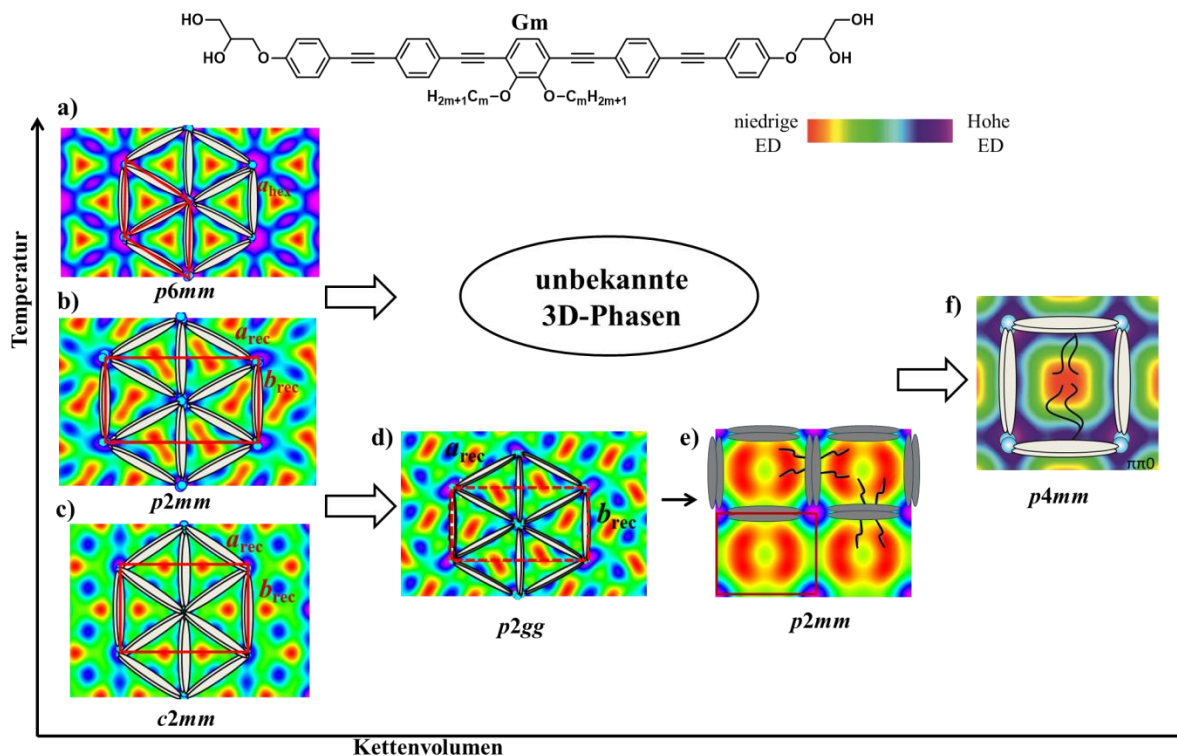 Gm
HO
HO
O
H2m+1Cm-O
O-CmH2m+1
O
OH
OH
niedrige
ED
Hohe
ED
Temperatur
a)
ahex
p6mm
b)
arec
brec
p2mm
c)
arec
brec
c2mm
unbekannte
3D-Phasen
d)
arec
brec
p2gg
e)
p2mm
f)
ππ0
p4mm
Kettenvolumen